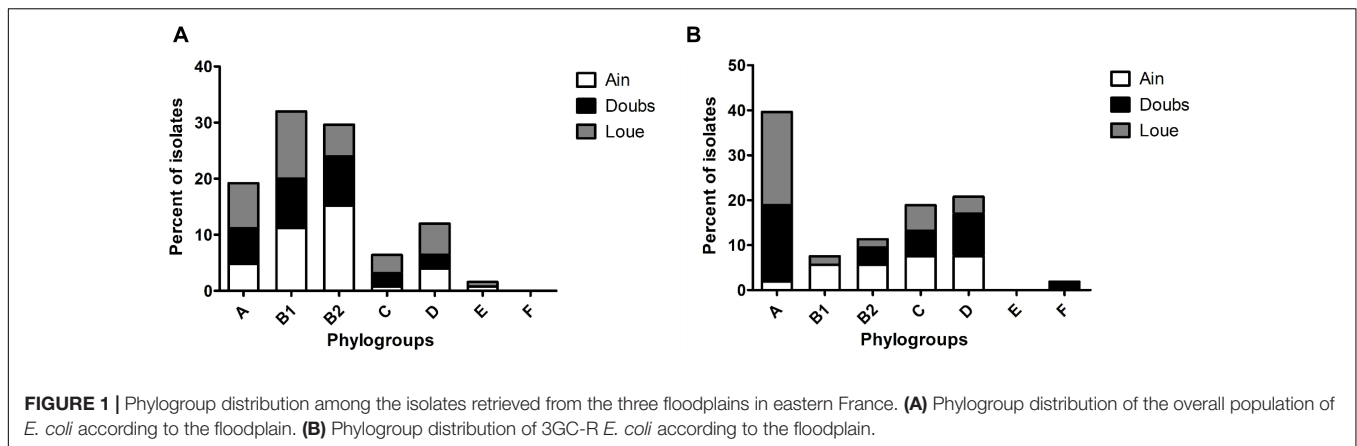 A
Percent of isolates
40
30
20
10
0
A B1 B2 C D E F
Phylogroups
Ain
Doubs
Loue
B
Percent of isolates
50
40
30
20
10
0
A B1 B2 C D E F
Phylogroups
Ain
Doubs
Loue
FIGURE 1 | Phylogroup distribution among the isolates retrieved from the three floodplains in eastern France. (A) Phylogroup distribution of the overall population of
E. coli according to the floodplain. (B) Phylogroup distribution of 3GC-R E. coli according to the floodplain.